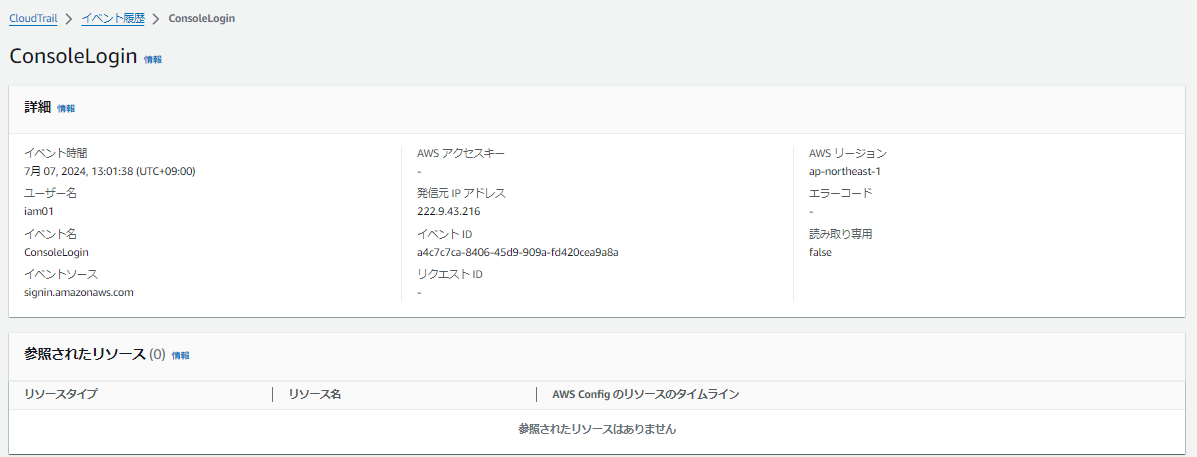 CloudTrail > イベント履歴 > ConsoleLogin
ConsoleLogin 情報
詳細 情報
イベント時間
7月 07, 2024, 13:01:38 (UTC+09:00)
ユーザー名
iam01
イベント名
ConsoleLogin
イベントソース
signin.amazonaws.com
AWS アクセスキー
-
発信元 IP アドレス
222.9.43.216
イベント ID
a4c7c7ca-8406-45d9-909a-fd420cea9a8a
リクエスト ID
-
AWS リージョン
ap-northeast-1
エラーコード
-
読み取り専用
false
参照されたリソース (0) 情報
リソースタイプ
リソース名
AWS Config のリソースのタイムライン
参照されたリソースはありません